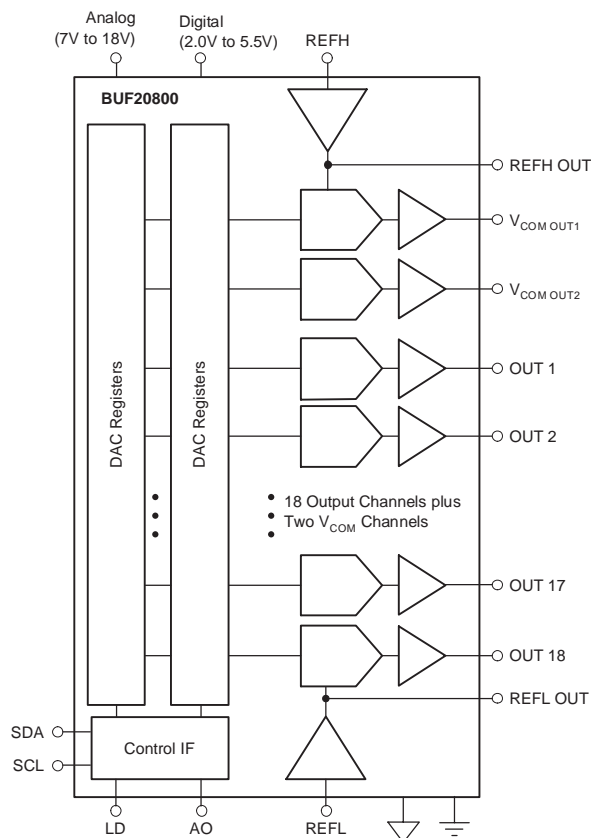 Analog
(7V to 18V)
Digital
(2.0V to 5.5V)
REFH
BUF20800
REFH OUT
VCOM OUT1
VCOM OUT2
OUT 1
OUT 2
DAC Registers
DAC Registers
18 Output Channels plus
Two VCOM Channels
OUT 17
OUT 18
REFL OUT
SDA
SCL
Control IF
LD
AO
REFL